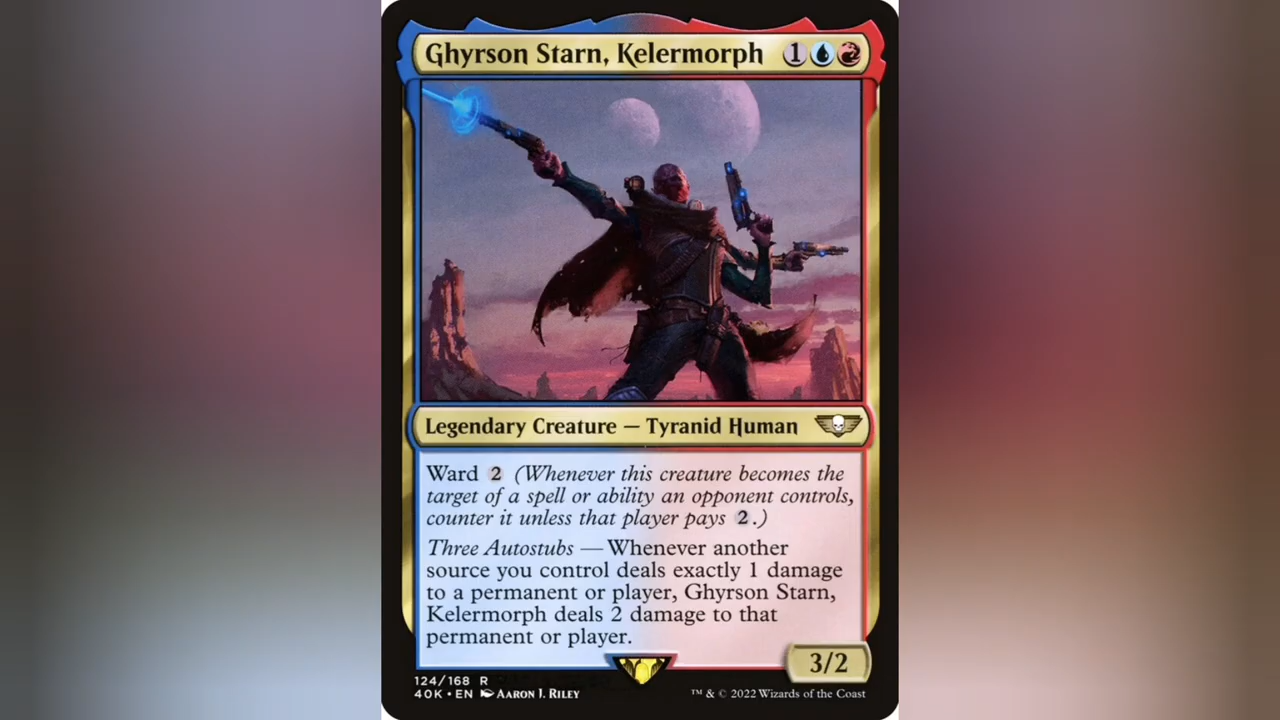 Ghyrson Starn, Kelermorph 1
Legendary Creature — Tyranid Human
Ward 2 (Whenever this creature becomes the
target of a spell or ability an opponent controls,
counter it unless that player pays 2.)
Three Autostubs — Whenever another
source you control deals exactly 1 damage
to a permanent or player, Ghyrson Starn,
Kelermorph deals 2 damage to that
permanent or player.
3/2
124/168 R
40K • EN Aaron J. Riley
™ & © 2022 Wizards of the Coast